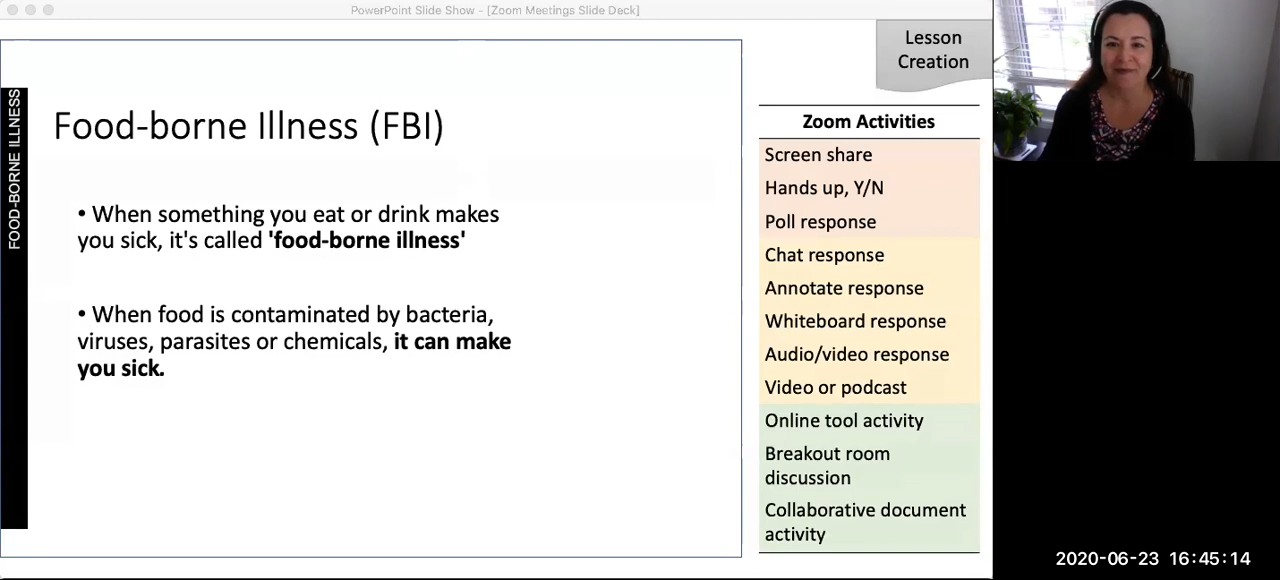 PowerPoint Slide Show - [Zoom Meetings Slide Deck]
Lesson
Creation
FOOD-BORNE ILLNESS
Food-borne Illness (FBI)
• When something you eat or drink makes
you sick, it's called 'food-borne illness'
• When food is contaminated by bacteria,
viruses, parasites or chemicals, it can make
you sick.
Zoom Activities
Screen share
Hands up, Y/N
Poll response
Chat response
Annotate response
Whiteboard response
Audio/video response
Video or podcast
Online tool activity
Breakout room
discussion
Collaborative document
activity
2020-06-23 16:45:14